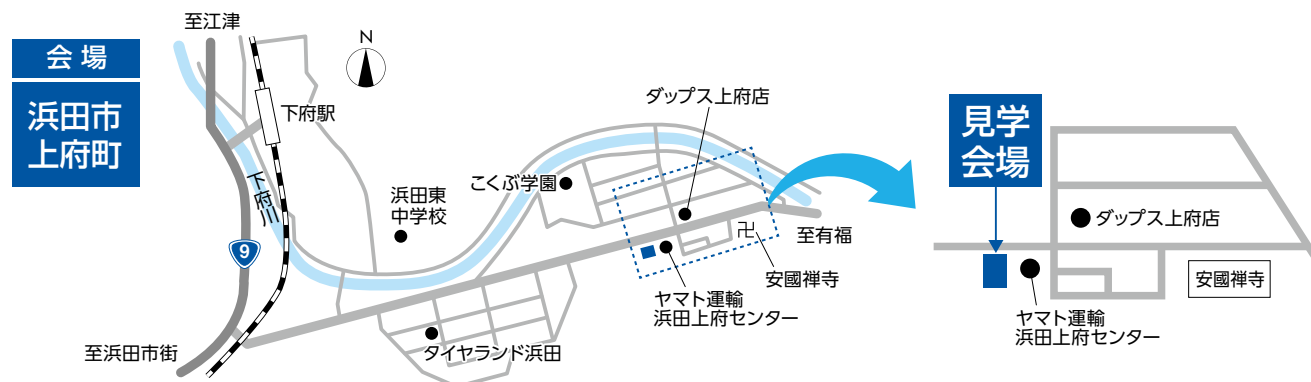 会場
浜田市
上府町
至江津
N
下府駅
下府川
9
至浜田市街
浜田東
中学校
こくぶ学園
ダップス上府店
卍
至有福
安國禅寺
ヤマト運輸
浜田上府センター
タイヤランド浜田
見学
会場
ダップス上府店
安國禅寺
ヤマト運輸
浜田上府センター